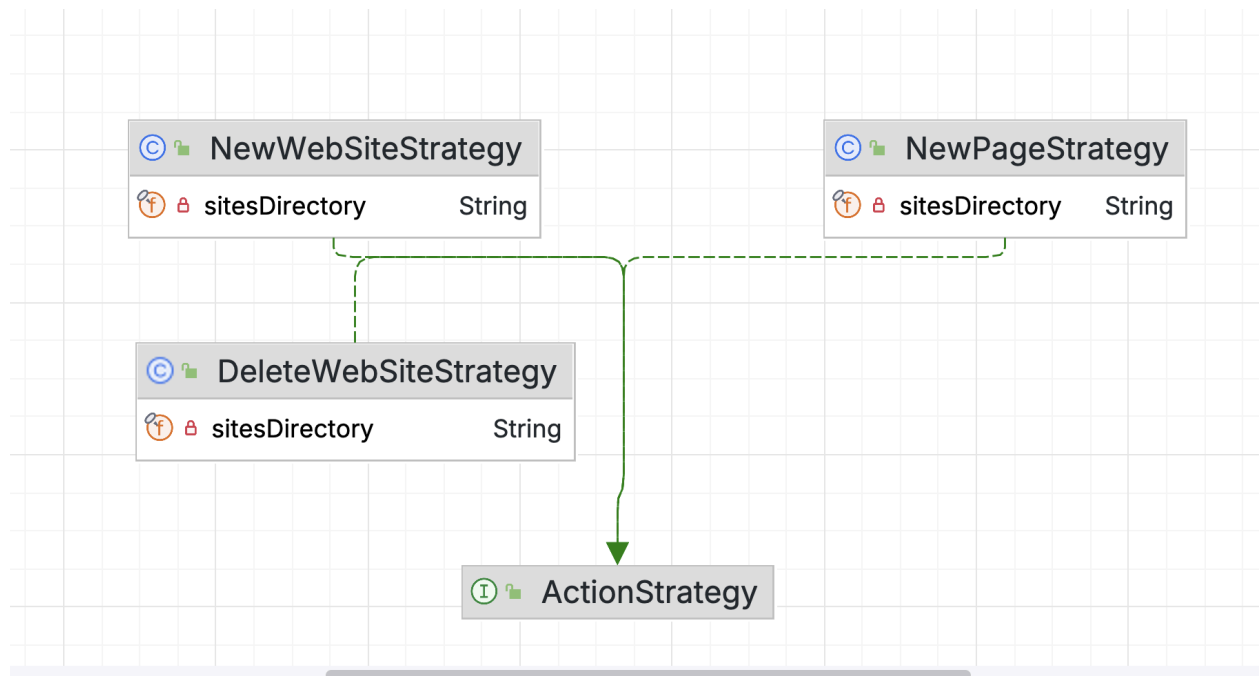 C NewWebSiteStrategy
f sitesDirectory String
C NewPageStrategy
f sitesDirectory String
C DeleteWebSiteStrategy
f sitesDirectory String
I ActionStrategy